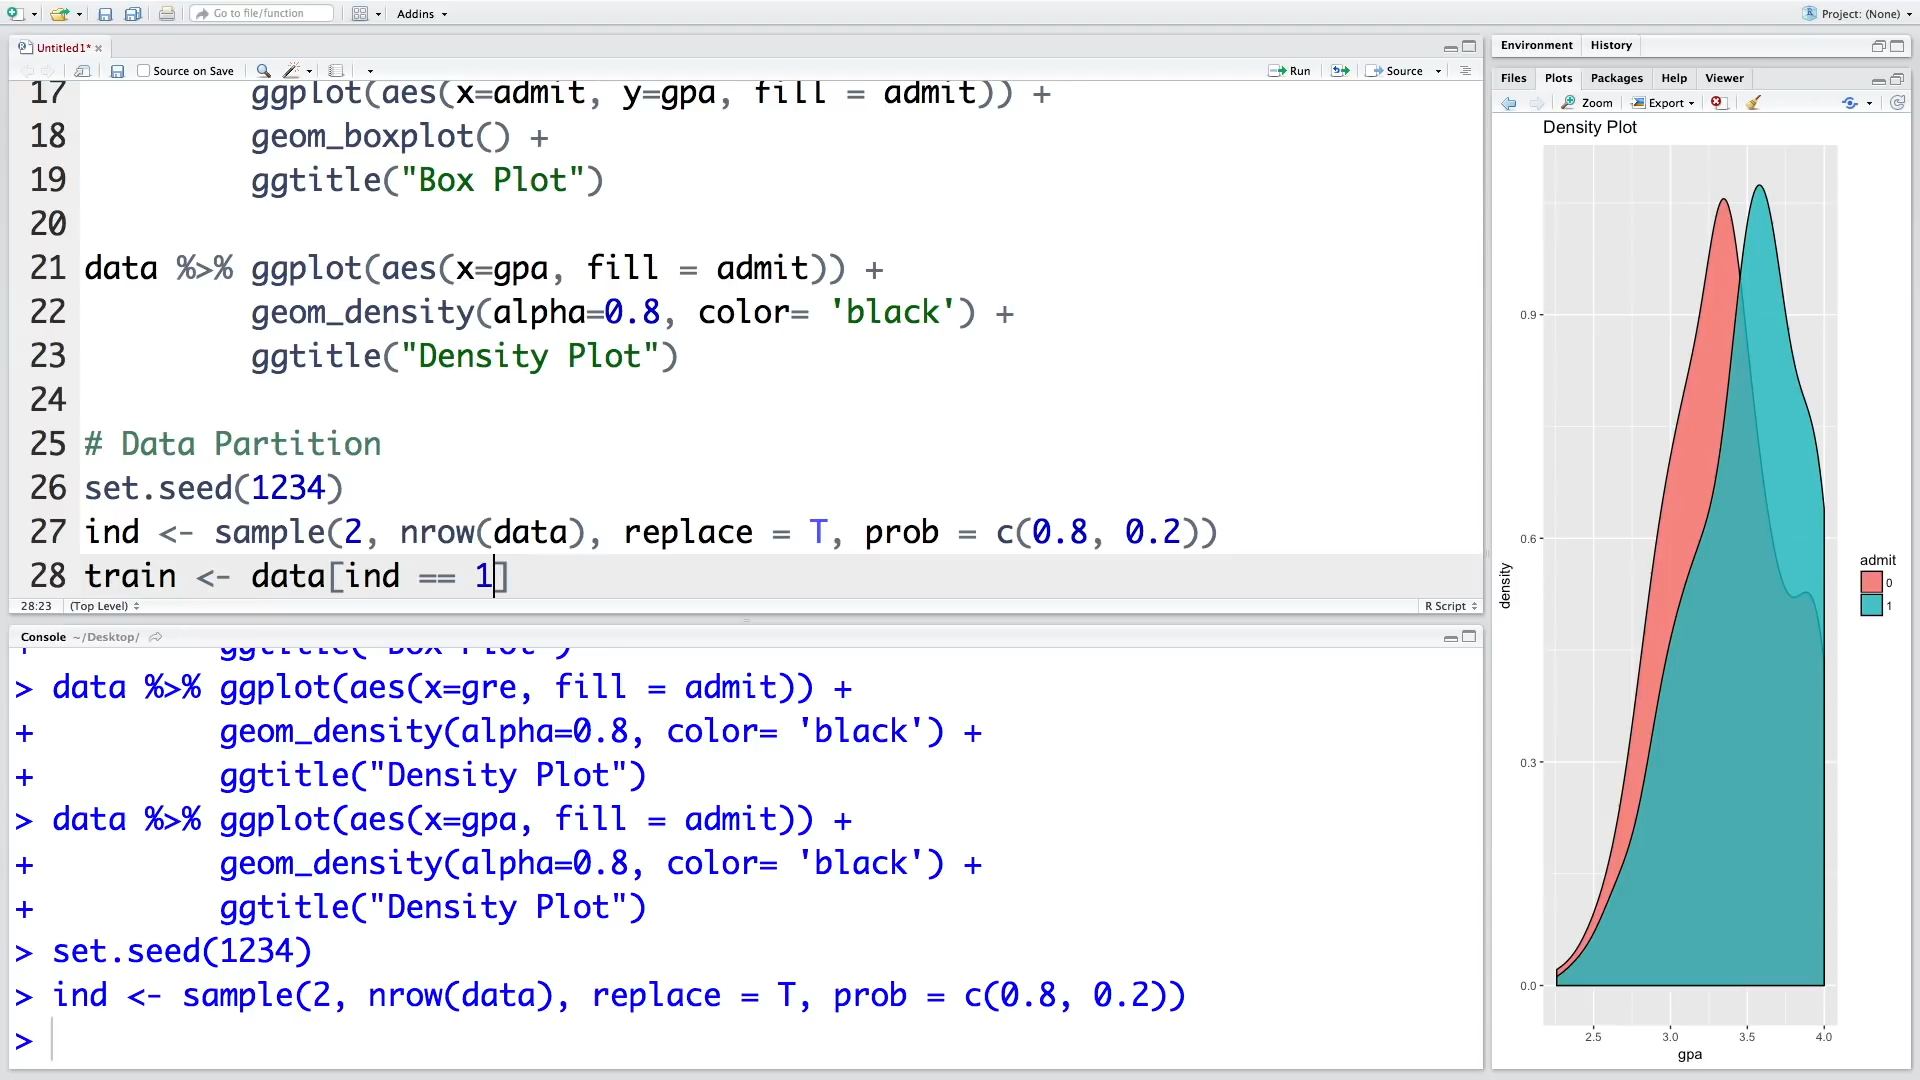 Go to file/function
Addins
Project: (None)
Untitled1*
Source on Save
Run
Source
17 ggplot(aes(x=admit, y=gpa, fill = admit)) +
18 geom_boxplot() +
19 ggtitle("Box Plot")
20
21 data %>% ggplot(aes(x=gpa, fill = admit)) +
22 geom_density(alpha=0.8, color= 'black') +
23 ggtitle("Density Plot")
24
25 # Data Partition
26 set.seed(1234)
27 ind <- sample(2, nrow(data), replace = T, prob = c(0.8, 0.2))
28 train <- data[ind == 1]
28:23 (Top Level) R Script
Console ~/Desktop/
+ ggtitle("Box Plot")
> data %>% ggplot(aes(x=gre, fill = admit)) +
+ geom_density(alpha=0.8, color= 'black') +
+ ggtitle("Density Plot")
> data %>% ggplot(aes(x=gpa, fill = admit)) +
+ geom_density(alpha=0.8, color= 'black') +
+ ggtitle("Density Plot")
> set.seed(1234)
> ind <- sample(2, nrow(data), replace = T, prob = c(0.8, 0.2))
>
Environment History
Files Plots Packages Help Viewer
Zoom Export
Density Plot
0.9
0.6
0.3
0.0
density
2.5 3.0 3.5 4.0
gpa
admit
0
1